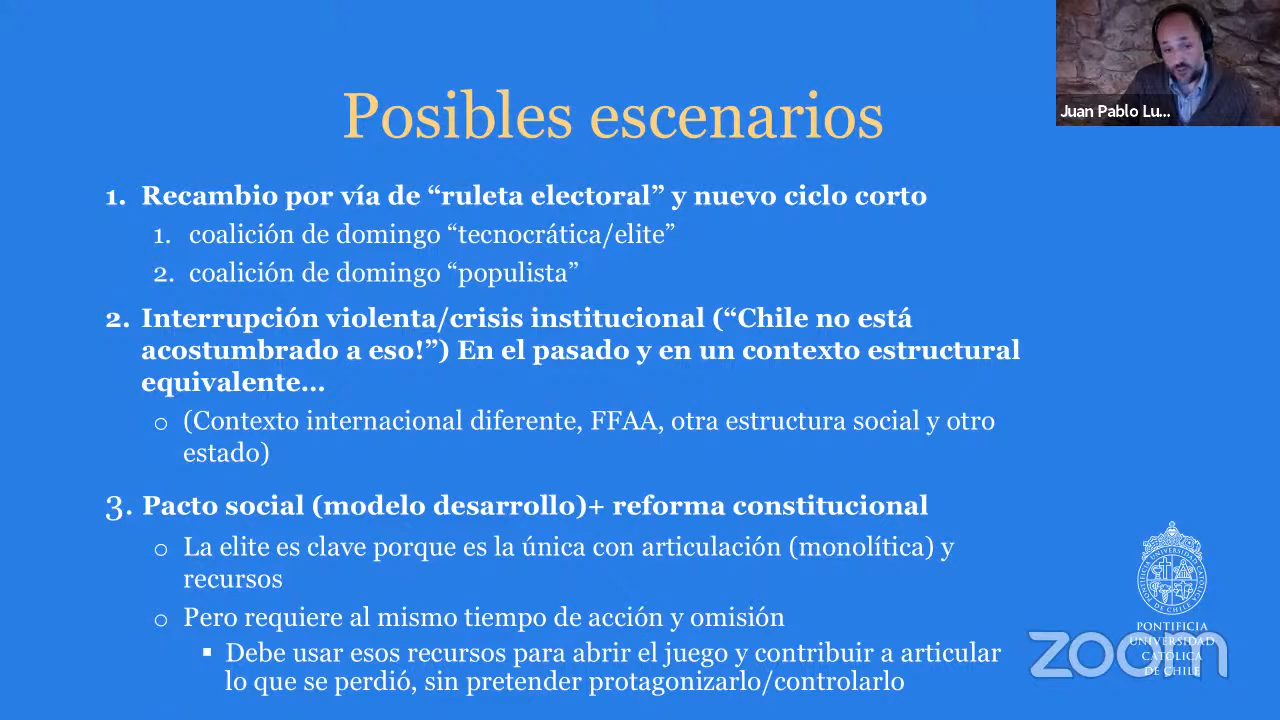 Juan Pablo Lu...
Posibles escenarios
1. Recambio por vía de “ruleta electoral” y nuevo ciclo corto
1. coalición de domingo “tecnocrática/elite”
2. coalición de domingo “populista”
2. Interrupción violenta/crisis institucional (“Chile no está
acostumbrado a eso!”) En el pasado y en un contexto estructural
equivalente...
o (Contexto internacional diferente, FFAA, otra estructura social y otro
estado)
3. Pacto social (modelo desarrollo)+ reforma constitucional
o La elite es clave porque es la única con articulación (monolítica) y
recursos
o Pero requiere al mismo tiempo de acción y omisión
▪ Debe usar esos recursos para abrir el juego y contribuir a articular
lo que se perdió, sin pretender protagonizarlo/controlarlo
PONTIFICIA
UNIVERSIDAD
CATÓLICA
DE CHILE
zoom